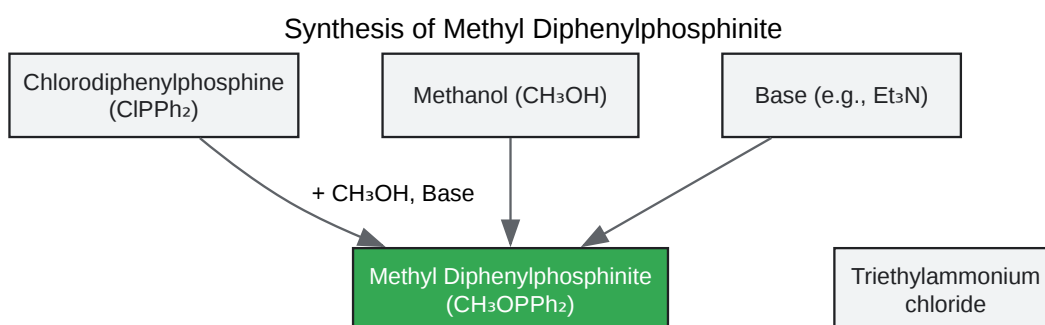 Synthesis of Methyl Diphenylphosphinite
Chlorodiphenylphosphine
(ClPPh₂)
Methanol (CH₃OH)
Base (e.g., Et₃N)
+ CH₃OH, Base
Methyl Diphenylphosphinite
(CH₃OPPh₂)
Triethylammonium
chloride